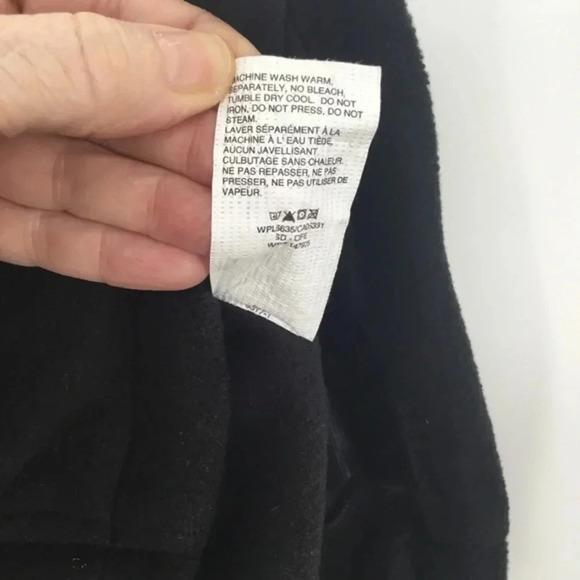 MACHINE WASH WARM,
SEPARATELY, NO BLEACH,
TUMBLE DRY COOL. DO NOT
IRON, DO NOT PRESS, DO NOT
STEAM.
LAVER SÉPARÉMENT À LA
MACHINE À L'EAU TIÈDE,
AUCUN JAVELLISANT.
CULBUTAGE SANS CHALEUR.
NE PAS REPASSER, NE PAS
PRESSER, NE PAS UTILISER DE
VAPEUR.